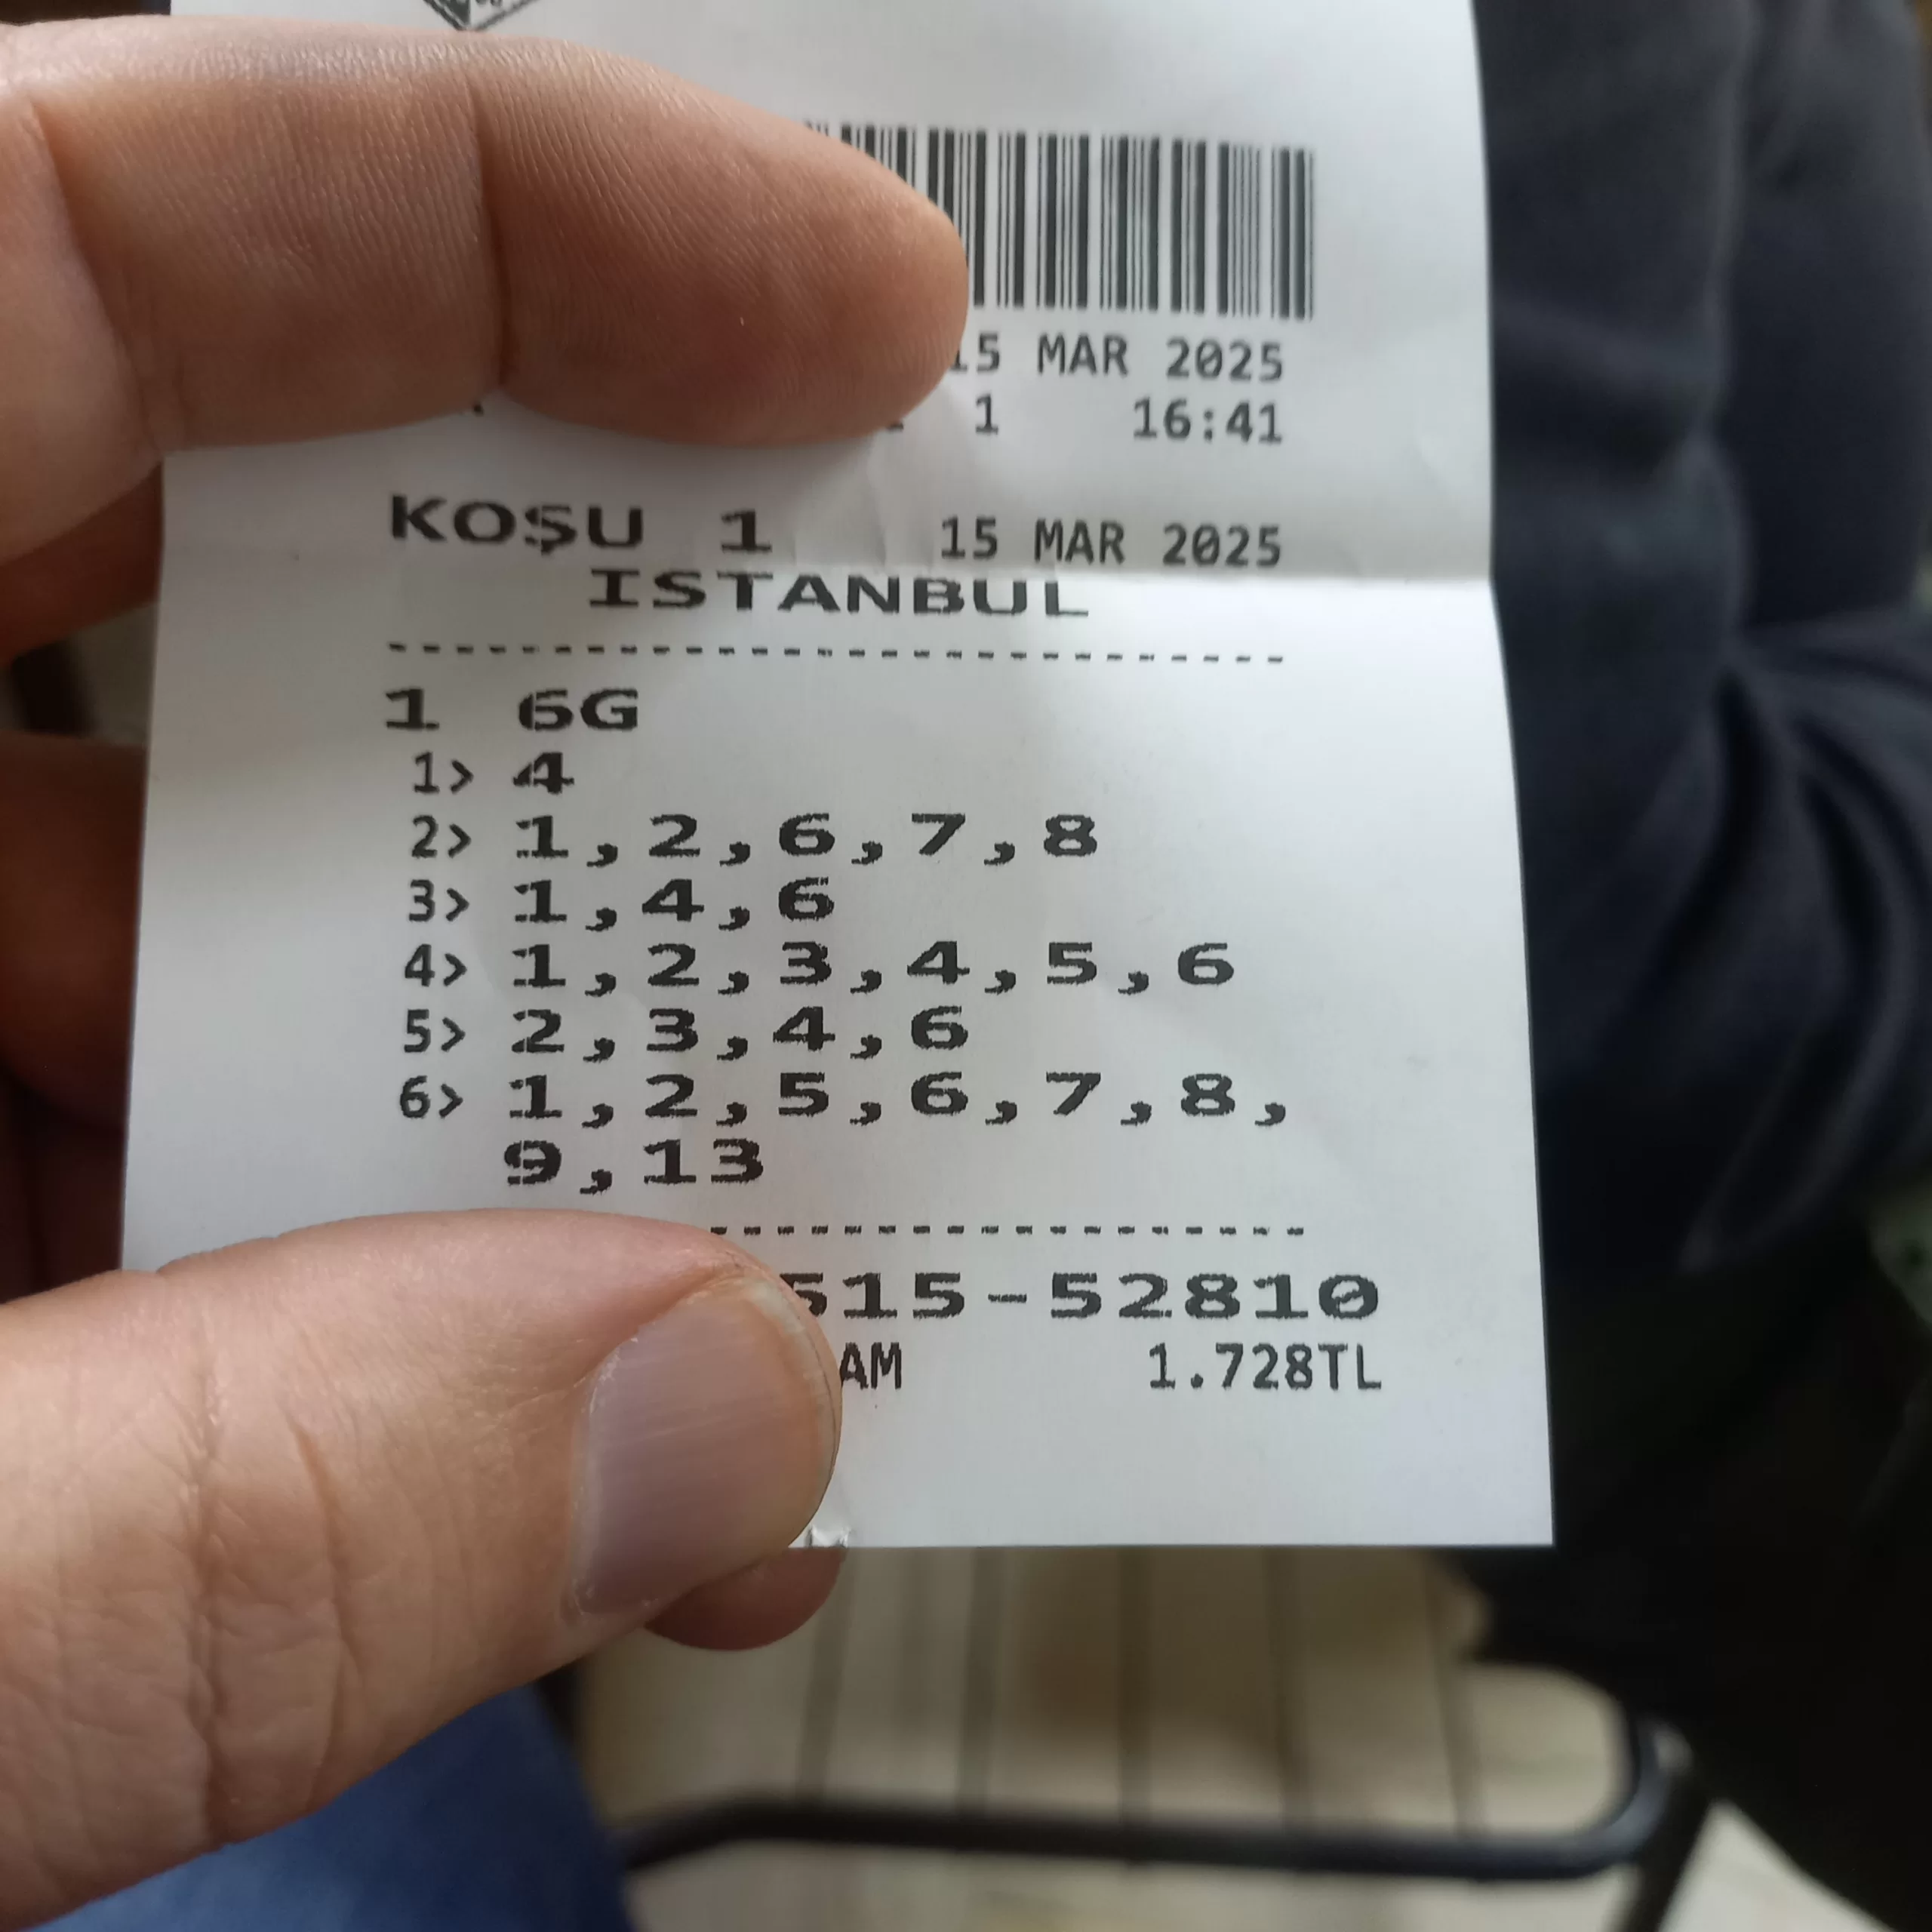 15 MAR 2025
1 16:41
KOŞU 1 15 MAR 2025
ISTANBUL
1 6G
1> 4
2> 1,2,6,7,8
3> 1,4,6
4> 1,2,3,4,5,6
5> 2,3,4,6
6> 1,2,5,6,7,8,
9,13
515-52810
AM 1.728TL